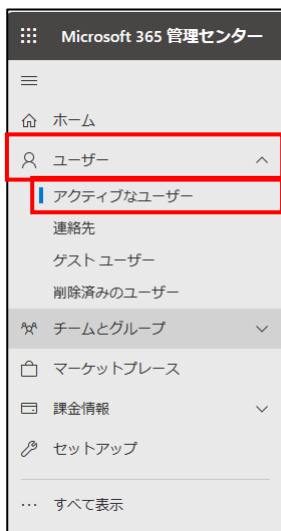 Microsoft 365 管理センター
ホーム
ユーザー
アクティブなユーザー
連絡先
ゲスト ユーザー
削除済みのユーザー
チームとグループ
マーケットプレース
課金情報
セットアップ
… すべて表示